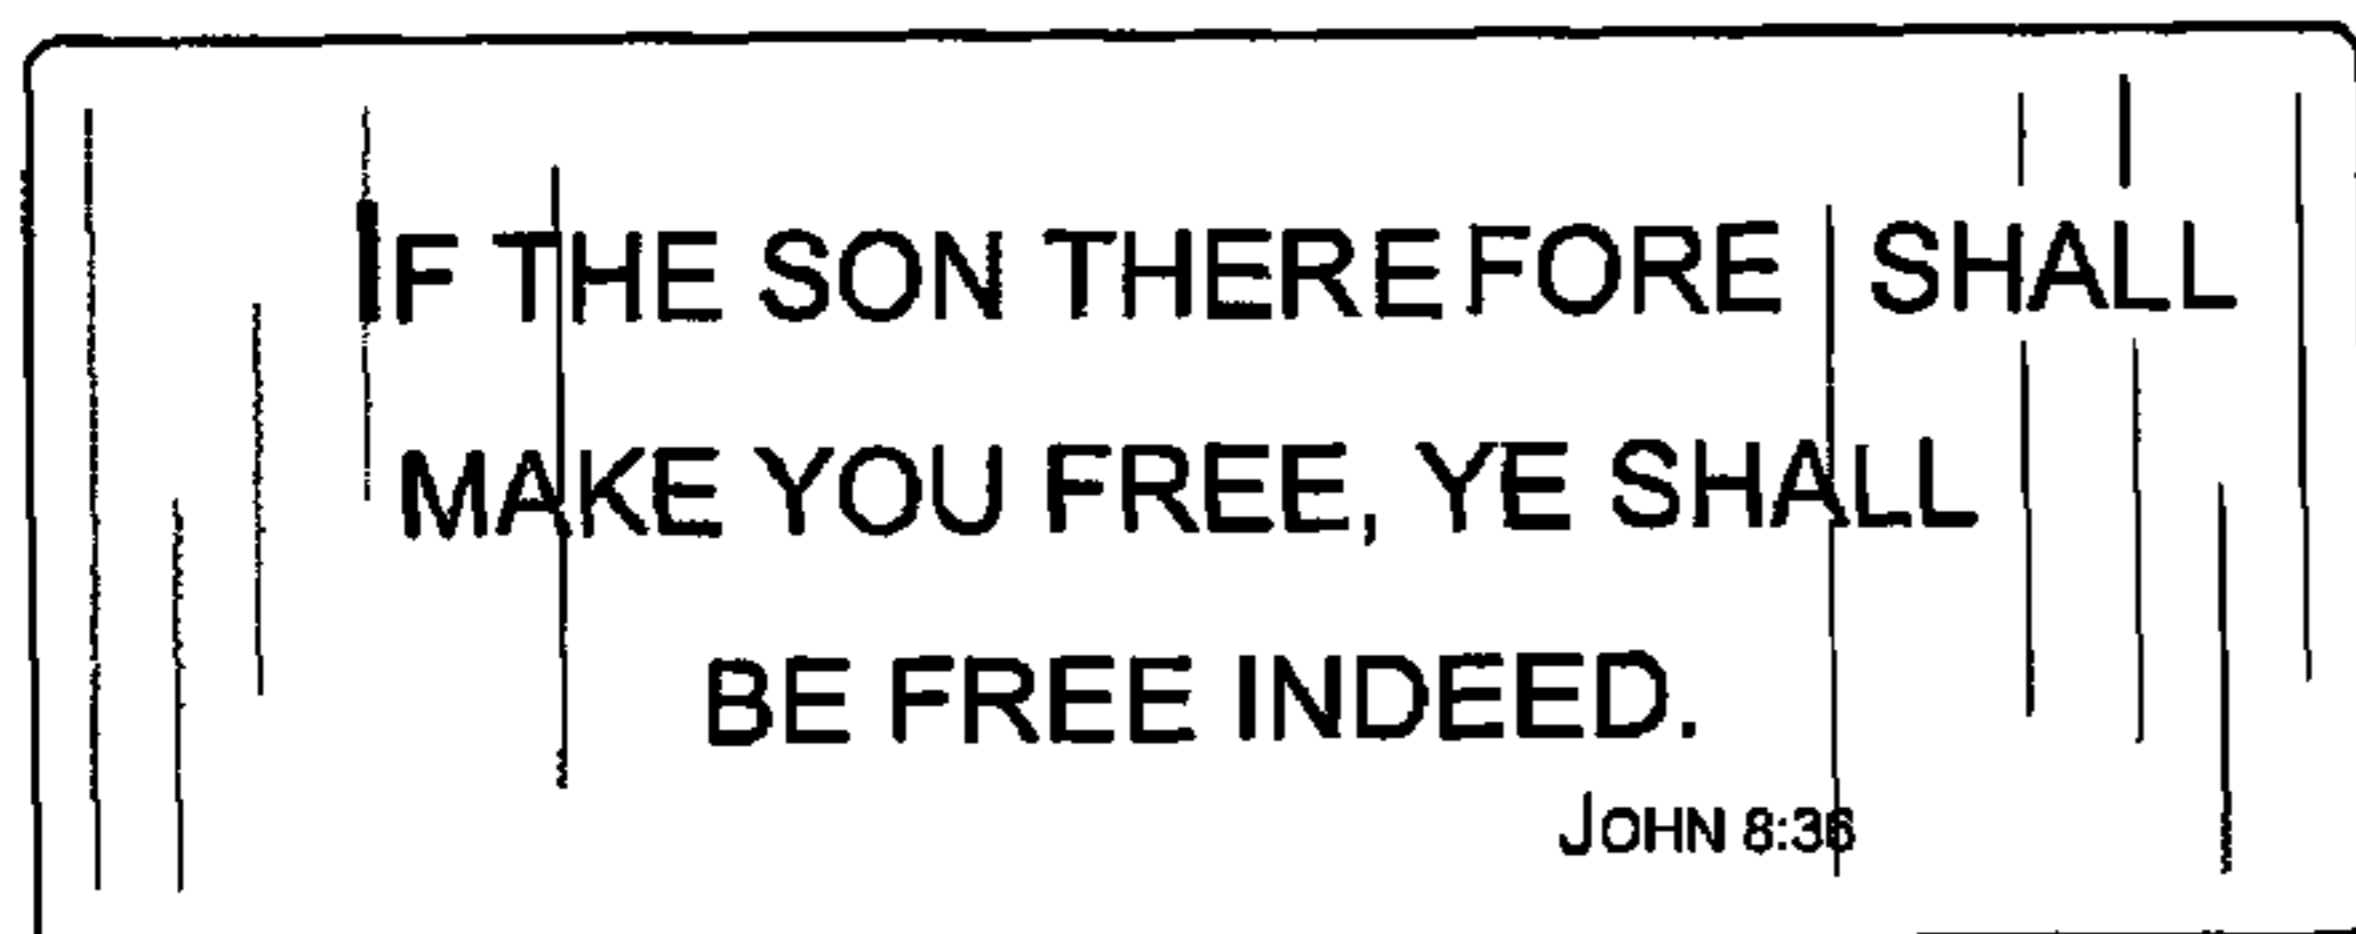 IF THE SON THEREFORE SHALL
MAKE YOU FREE, YE SHALL
BE FREE INDEED.
JOHN 8:36